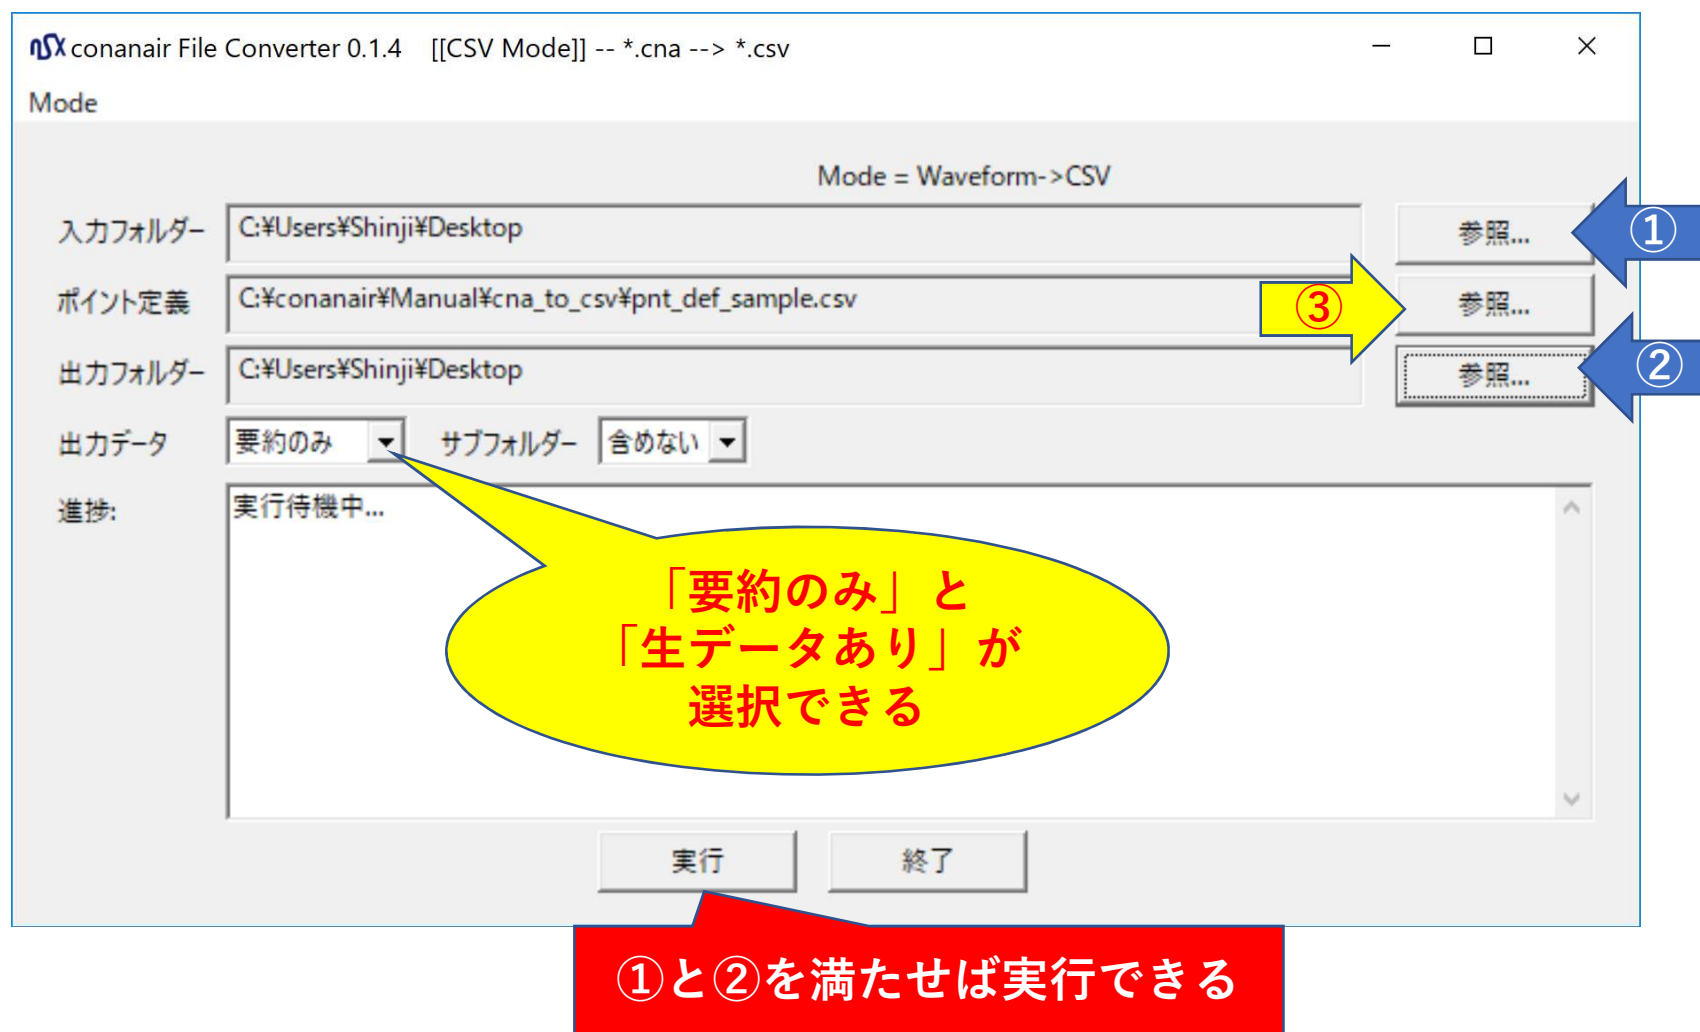 NSX conanair File Converter 0.1.4 [[CSV Mode]] -- *.cna --> *.csv
Mode
Mode = Waveform->CSV
入力フォルダー C:¥Users¥Shinji¥Desktop 参照... ①
ポイント定義 C:¥conanair¥Manual¥cna_to_csv¥pnt_def_sample.csv ③ 参照...
出力フォルダー C:¥Users¥Shinji¥Desktop 参照... ②
出力データ 要約のみ サブフォルダー 含めない
進捗: 実行待機中...
「要約のみ」と
「生データあり」が
選択できる
実行 終了
①と②を満たせば実行できる